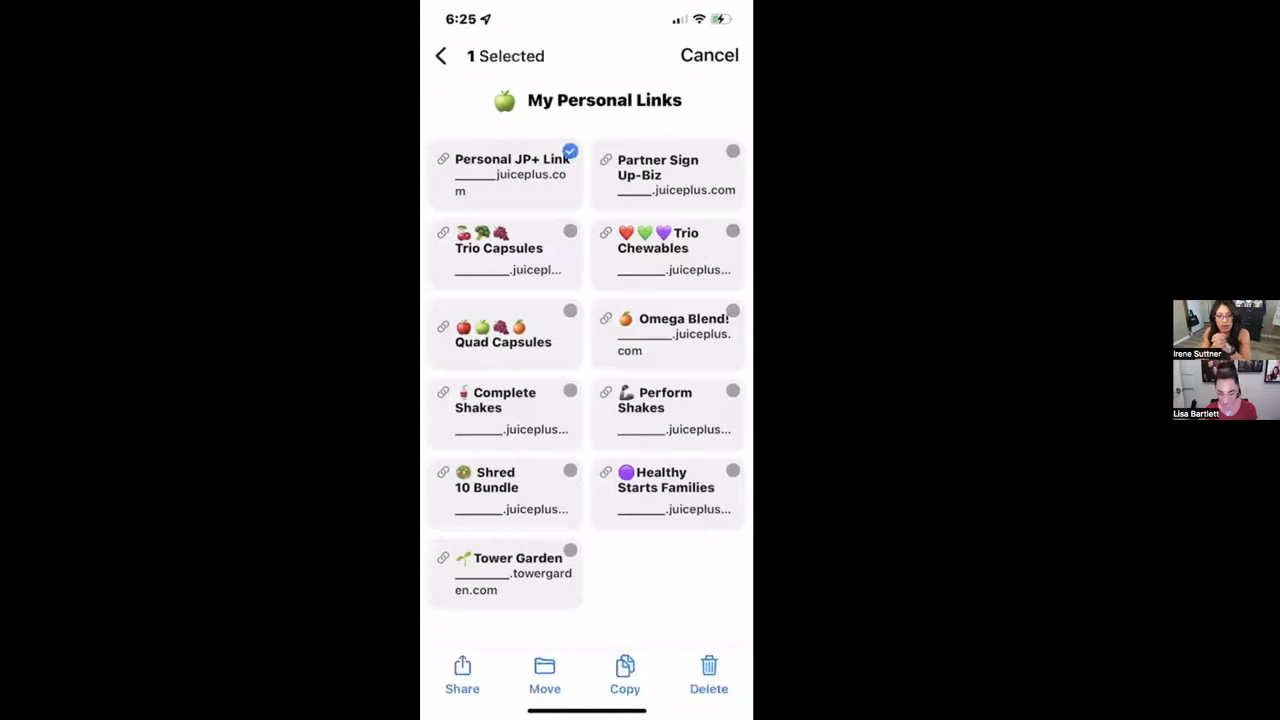 6:25
1 Selected
Cancel
🍏 My Personal Links
Personal JP+ Link
______juiceplus.co
m
Partner Sign
Up-Biz
_____.juiceplus.com
🍒🥦🍇
Trio Capsules
________.juicepl...
❤️💚💜Trio
Chewables
_______.juiceplus...
🍎🍏🍇🍊
Quad Capsules
🍊 Omega Blend!
________.juiceplus.
com
Complete
Shakes
_______.juiceplus...
🦾 Perform
Shakes
_______.juiceplus...
Shred
10 Bundle
_______.juiceplus...
🟣Healthy
Starts Families
_______.juiceplus...
🌱Tower Garden
________.towergard
en.com
Share
Move
Copy
Delete
Irene Suttner
Lisa Bartlett